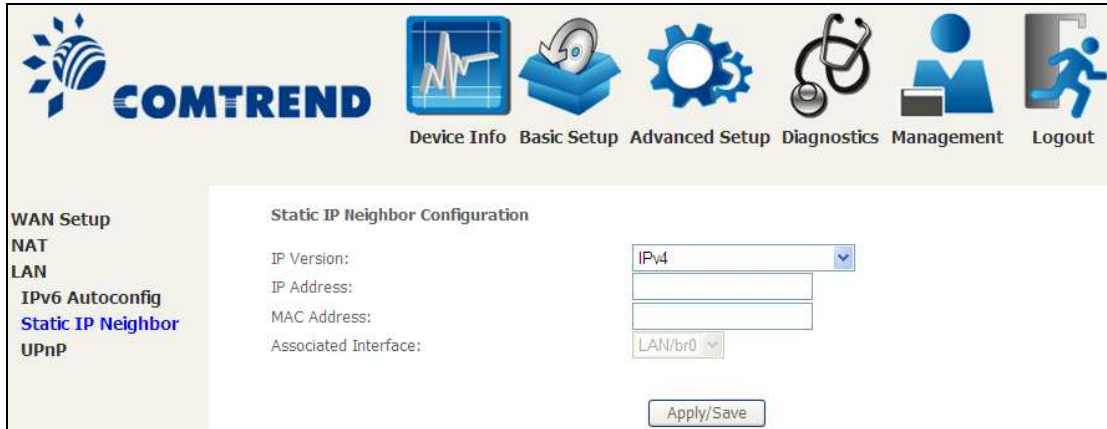 COMTREND
Device Info Basic Setup Advanced Setup Diagnostics Management Logout
WAN Setup
NAT
LAN
IPv6 Autoconfig
Static IP Neighbor
UPnP
Static IP Neighbor Configuration
IP Version: IPv4
IP Address:
MAC Address:
Associated Interface: LAN/br0
Apply/Save